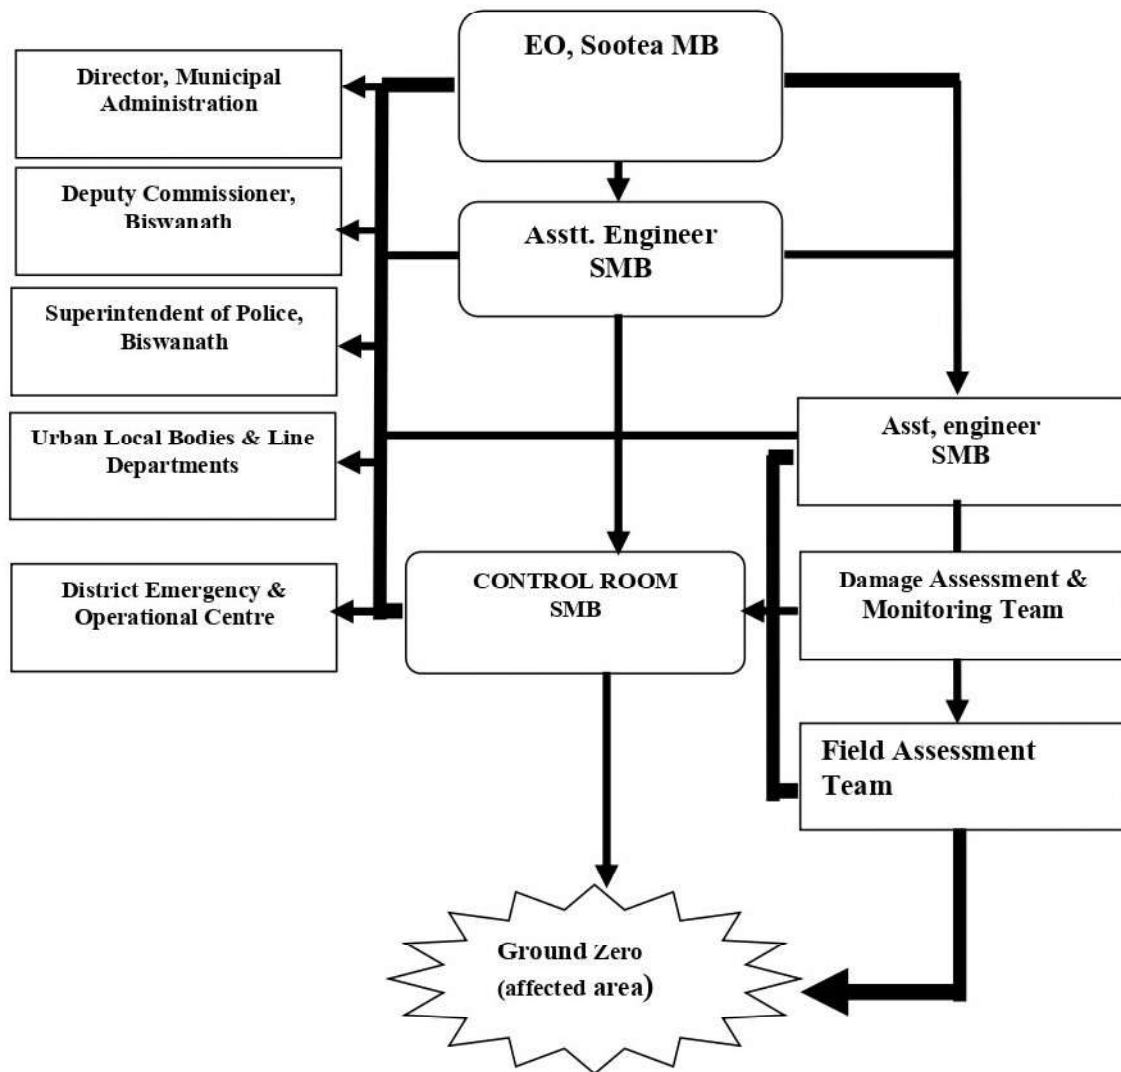 EO, Sootea MB
Director, Municipal
Administration
Deputy Commissioner,
Biswanath
Asstt. Engineer
SMB
Superintendent of Police,
Biswanath
Urban Local Bodies & Line
Departments
Asst, engineer
SMB
District Emergency &
Operational Centre
CONTROL ROOM
SMB
Damage Assessment &
Monitoring Team
Field Assessment
Team
Ground Zero
(affected area)